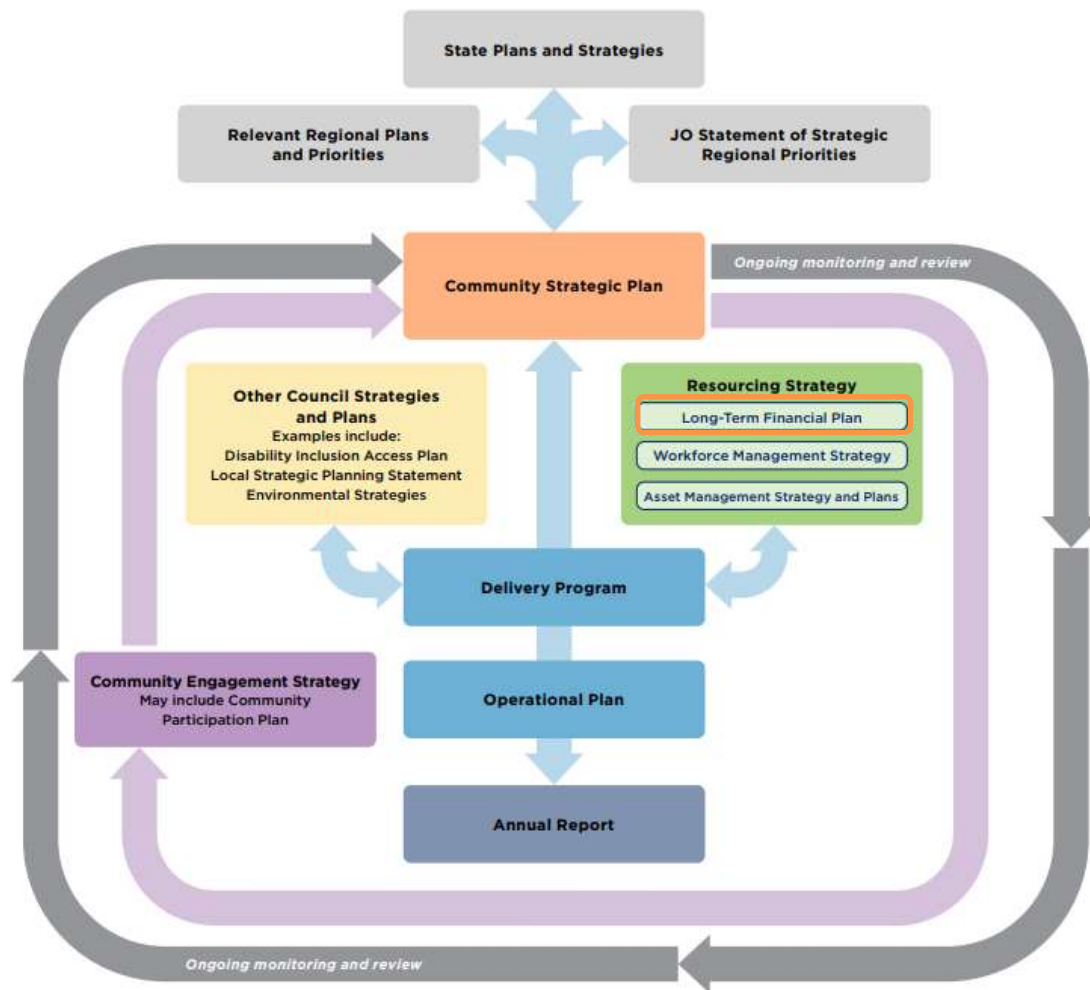 State Plans and Strategies
Relevant Regional Plans
and Priorities
JO Statement of Strategic
Regional Priorities
Community Strategic Plan
Ongoing monitoring and review
Other Council Strategies
and Plans
Examples include:
Disability Inclusion Access Plan
Local Strategic Planning Statement
Environmental Strategies
Resourcing Strategy
Long-Term Financial Plan
Workforce Management Strategy
Asset Management Strategy and Plans
Delivery Program
Community Engagement Strategy
May include Community
Participation Plan
Operational Plan
Annual Report
Ongoing monitoring and review